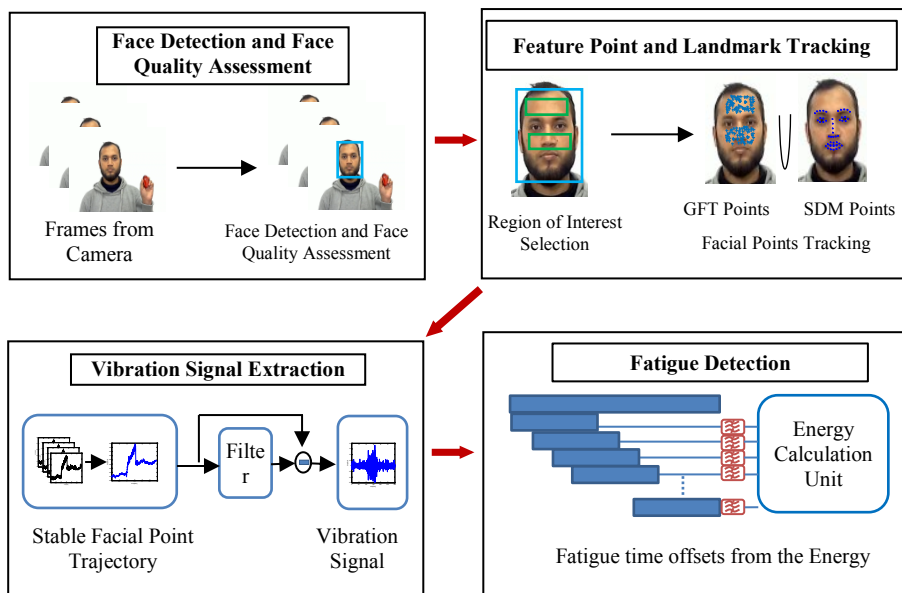 Face Detection and Face
Quality Assessment
Frames from
Camera
Face Detection and Face
Quality Assessment
Feature Point and Landmark Tracking
Region of Interest
Selection
GFT Points
SDM Points
Facial Points Tracking
Vibration Signal Extraction
Filte
r
Stable Facial Point
Trajectory
Vibration
Signal
Fatigue Detection
Energy
Calculation
Unit
Fatigue time offsets from the Energy